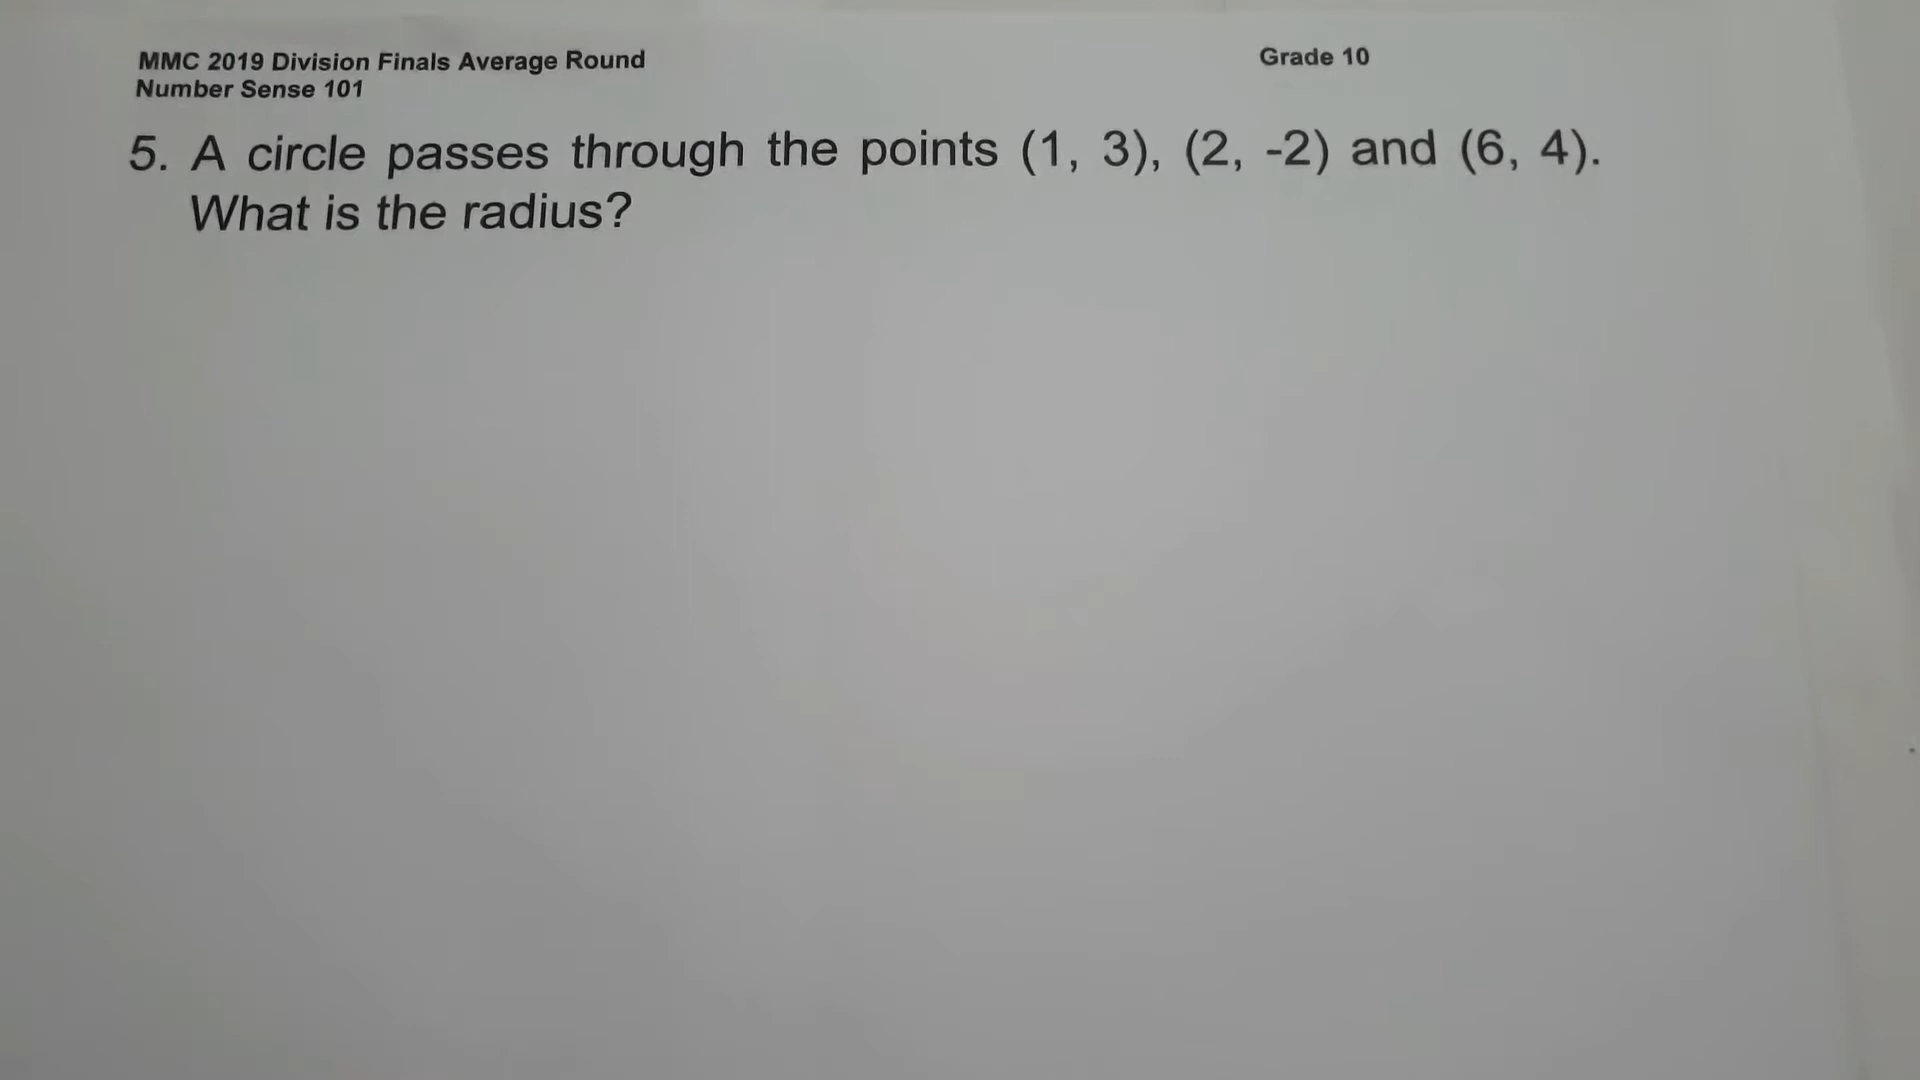 MMC 2019 Division Finals Average Round Grade 10
Number Sense 101
5. A circle passes through the points (1, 3), (2, -2) and (6, 4).
What is the radius?